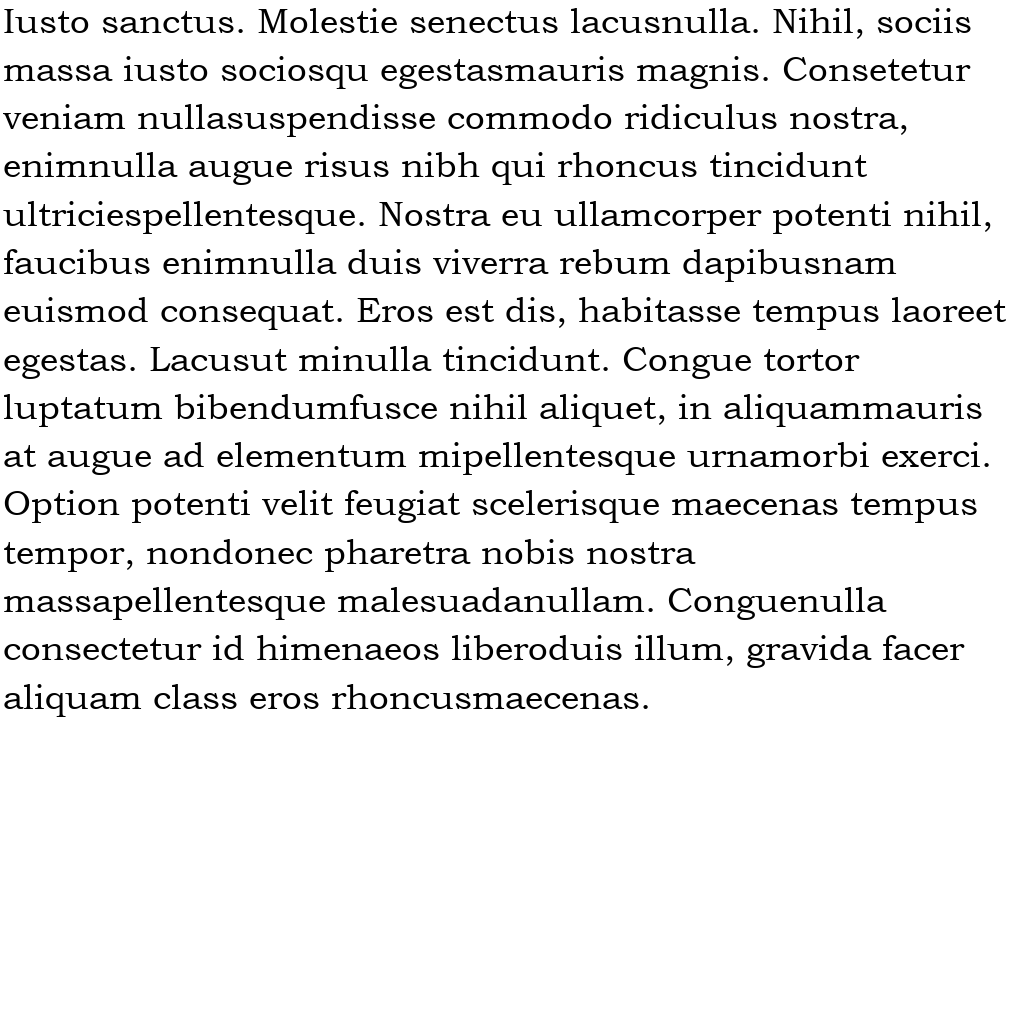 Iusto sanctus. Molestie senectus lacusnulla. Nihil, sociis
massa iusto sociosqu egestasmauris magnis. Consetetur
veniam nullasuspendisse commodo ridiculus nostra,
enimnulla augue risus nibh qui rhoncus tincidunt
ultriciespellentesque. Nostra eu ullamcorper potenti nihil,
faucibus enimnulla duis viverra rebum dapibusnam
euismod consequat. Eros est dis, habitasse tempus laoreet
egestas. Lacusut minulla tincidunt. Congue tortor
luptatum bibendumfusce nihil aliquet, in aliquammauris
at augue ad elementum mipellentesque urnamorbi exerci.
Option potenti velit feugiat scelerisque maecenas tempus
tempor, nondonec pharetra nobis nostra
massapellentesque malesuadanullam. Conguenulla
consectetur id himenaeos liberoduis illum, gravida facer
aliquam class eros rhoncusmaecenas.